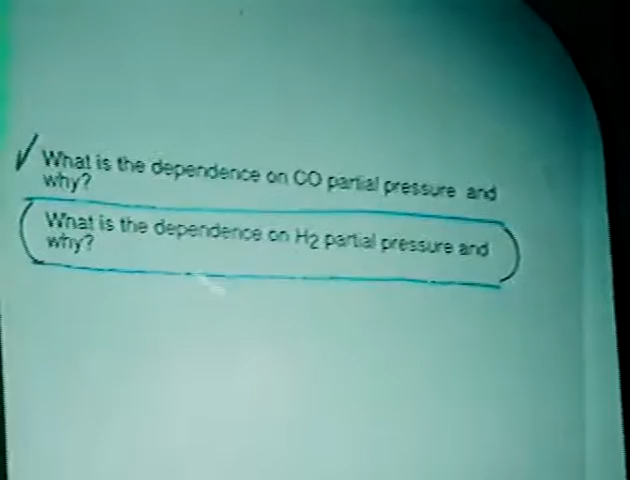 What is the dependence on CO partial pressure and
why?
What is the dependence on H2 partial pressure and
why?